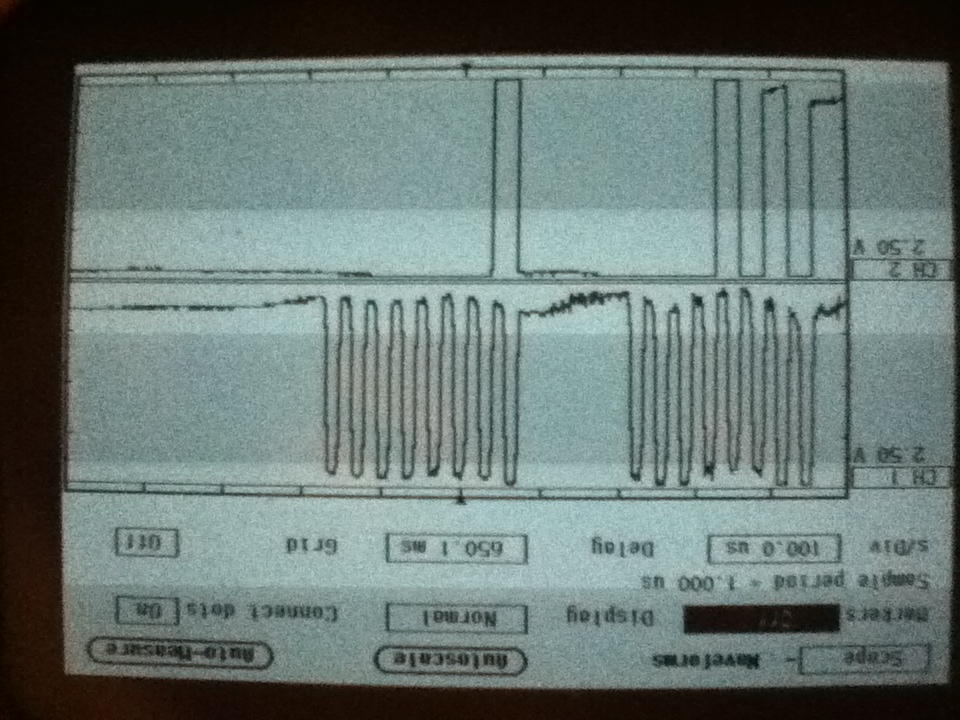 Scope - Waveforms Autoscale Auto-Measure
Markers Off Display Normal Connect dots On
Sample period = 1.000 us
s/Div 100.0 us Delay 650.1 ms Grid Off
CH 1
2.50 V
CH 2
2.50 V